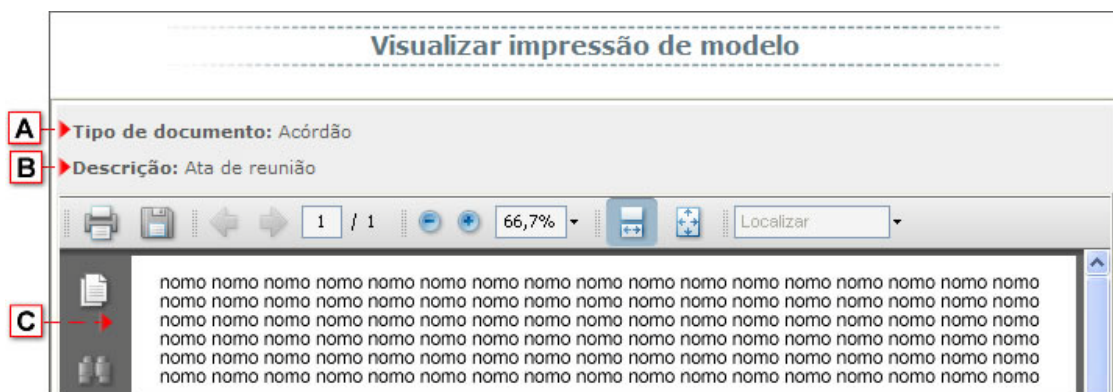 Visualizar impressão de modelo
A
Tipo de documento: Acórdão
B
Descrição: Ata de reunião
1 / 1 66,7% Localizar
nomo nomo nomo nomo nomo nomo nomo nomo nomo nomo nomo nomo nomo nomo nomo nomo nomo
nomo nomo nomo nomo nomo nomo nomo nomo nomo nomo nomo nomo nomo nomo nomo nomo nomo
C
nomo nomo nomo nomo nomo nomo nomo nomo nomo nomo nomo nomo nomo nomo nomo nomo nomo
nomo nomo nomo nomo nomo nomo nomo nomo nomo nomo nomo nomo nomo nomo nomo nomo nomo
nomo nomo nomo nomo nomo nomo nomo nomo nomo nomo nomo nomo nomo nomo nomo nomo nomo
nomo nomo nomo nomo nomo nomo nomo nomo nomo nomo nomo nomo nomo nomo nomo nomo nomo